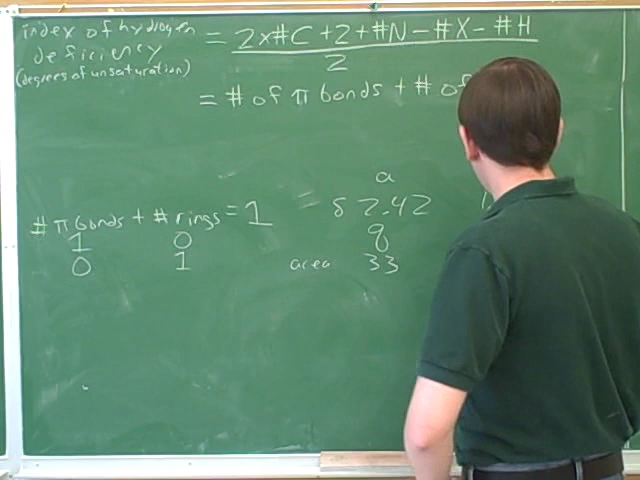 index of hydrogen deficiency (degrees of unsaturation) = 2x#C + 2 + #N - #X - #H
2
= # of π bonds + # of
a
# π bonds + # rings = 1
δ 2.42
1 0
q
0 1
area 33